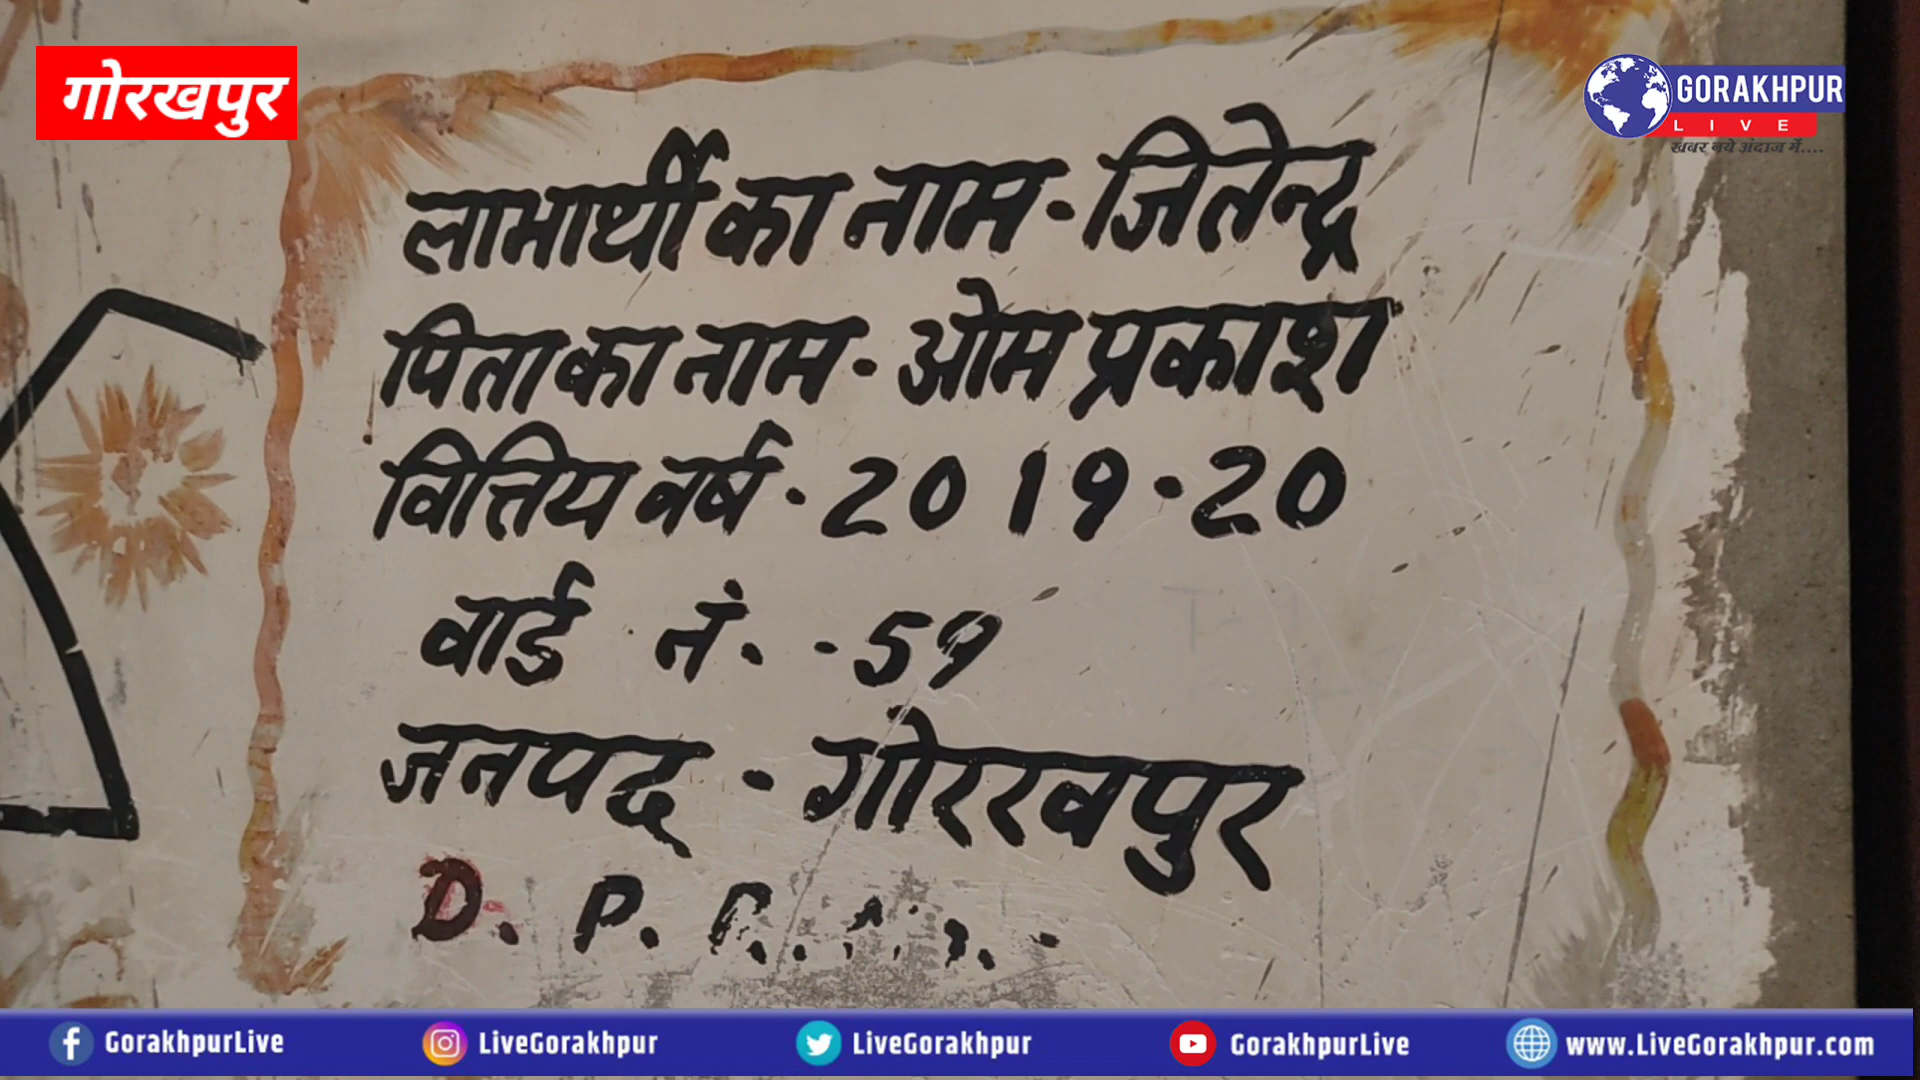 गोरखपुर
GORAKHPUR
LIVE
खबर नये अंदाज में....
लाभार्थी का नाम - जितेन्द्र
पिता का नाम - ओम प्रकाश
वित्तिय वर्ष - 2019-20
वार्ड नं. - 59
जनपद - गोरखपुर
D. P. R.
GorakhpurLive
LiveGorakhpur
LiveGorakhpur
GorakhpurLive
www.LiveGorakhpur.com